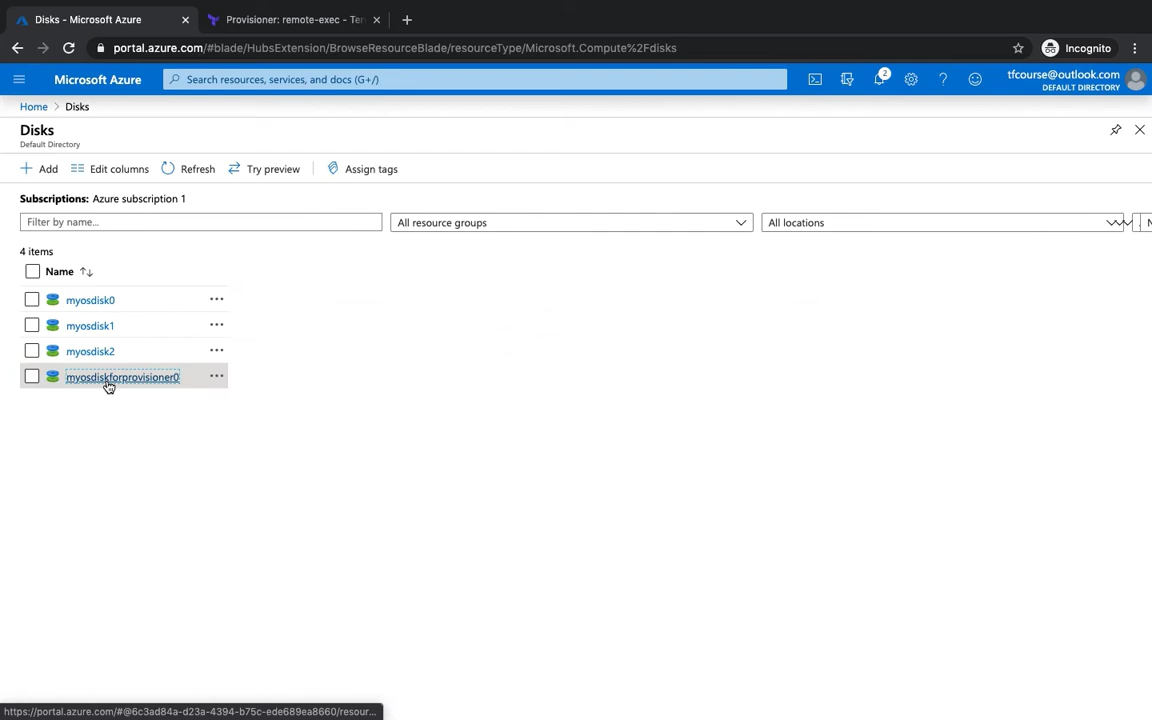 Disks - Microsoft Azure
Provisioner: remote-exec - Ter
portal.azure.com/#blade/HubsExtension/BrowseResourceBlade/resourceType/Microsoft.Compute%2Fdisks
Incognito
Microsoft Azure
Search resources, services, and docs (G+/)
2
tfcourse@outlook.com
DEFAULT DIRECTORY
Home > Disks
Disks
Default Directory
Add
Edit columns
Refresh
Try preview
Assign tags
Subscriptions: Azure subscription 1
Filter by name...
All resource groups
All locations
N
4 items
Name
myosdisk0
myosdisk1
myosdisk2
myosdiskforprovisioner0
https://portal.azure.com/#@6c3ad84a-d23a-4394-b75c-ede689ea8660/resour...